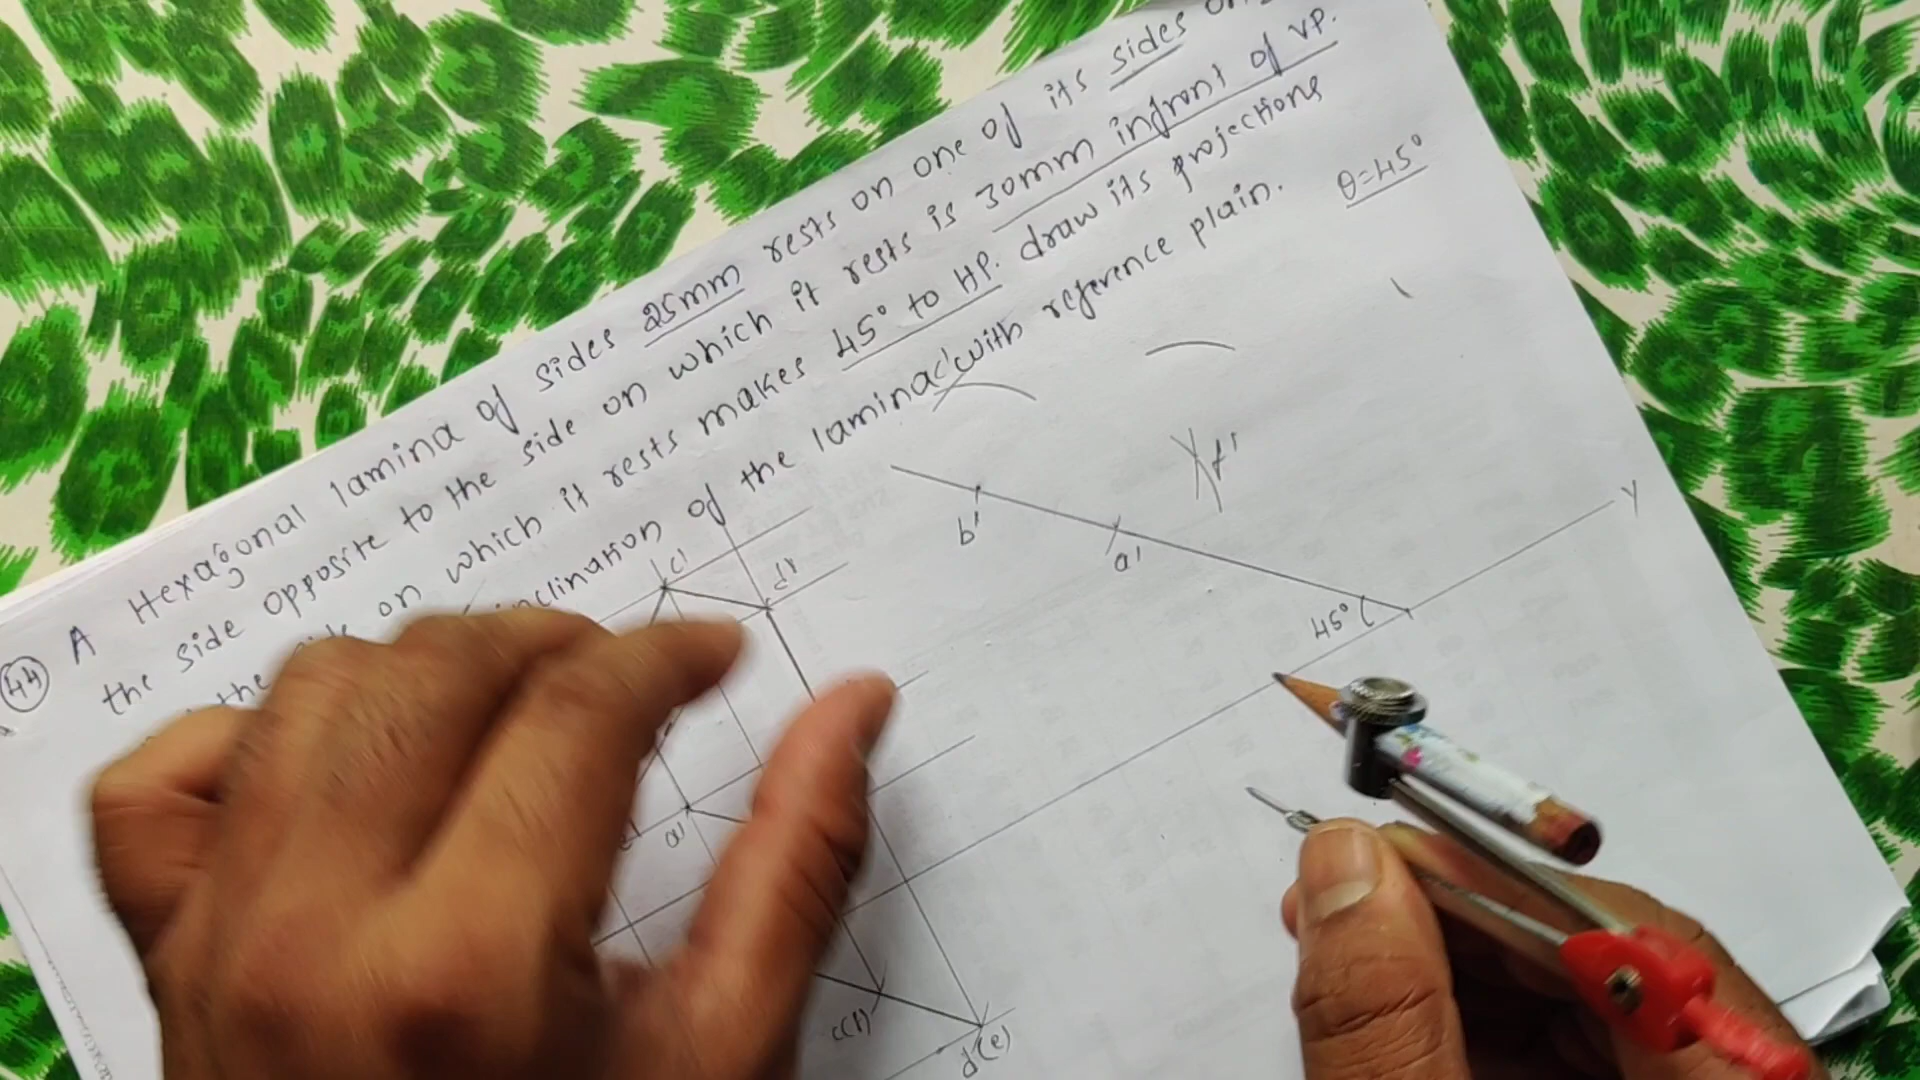 44 A Hexagonal lamina of sides 25mm rests on one of its sides on
the side opposite to the side on which it rests is 30mm infront of VP.
the side on which it rests makes 45° to HP. draw its projections
inclination of the lamina with reference plain.
θ=45°
c'
b'
a'
f'
Y
45°
c'
d'
e'
a'
c(f)
d(e)